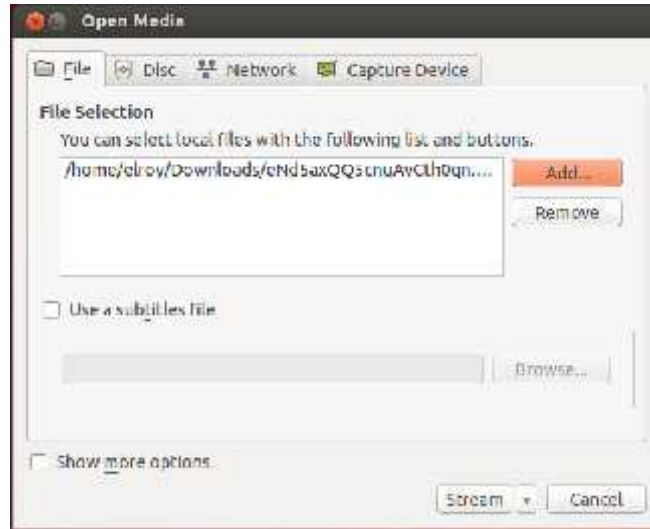 Open Media
File Disc Network Capture Device
File Selection
You can select local files with the following list and buttons.
/home/elroy/Downloads/
Add...
Remove
Use a subtitles file
Browse...
Show more options
Stream Cancel